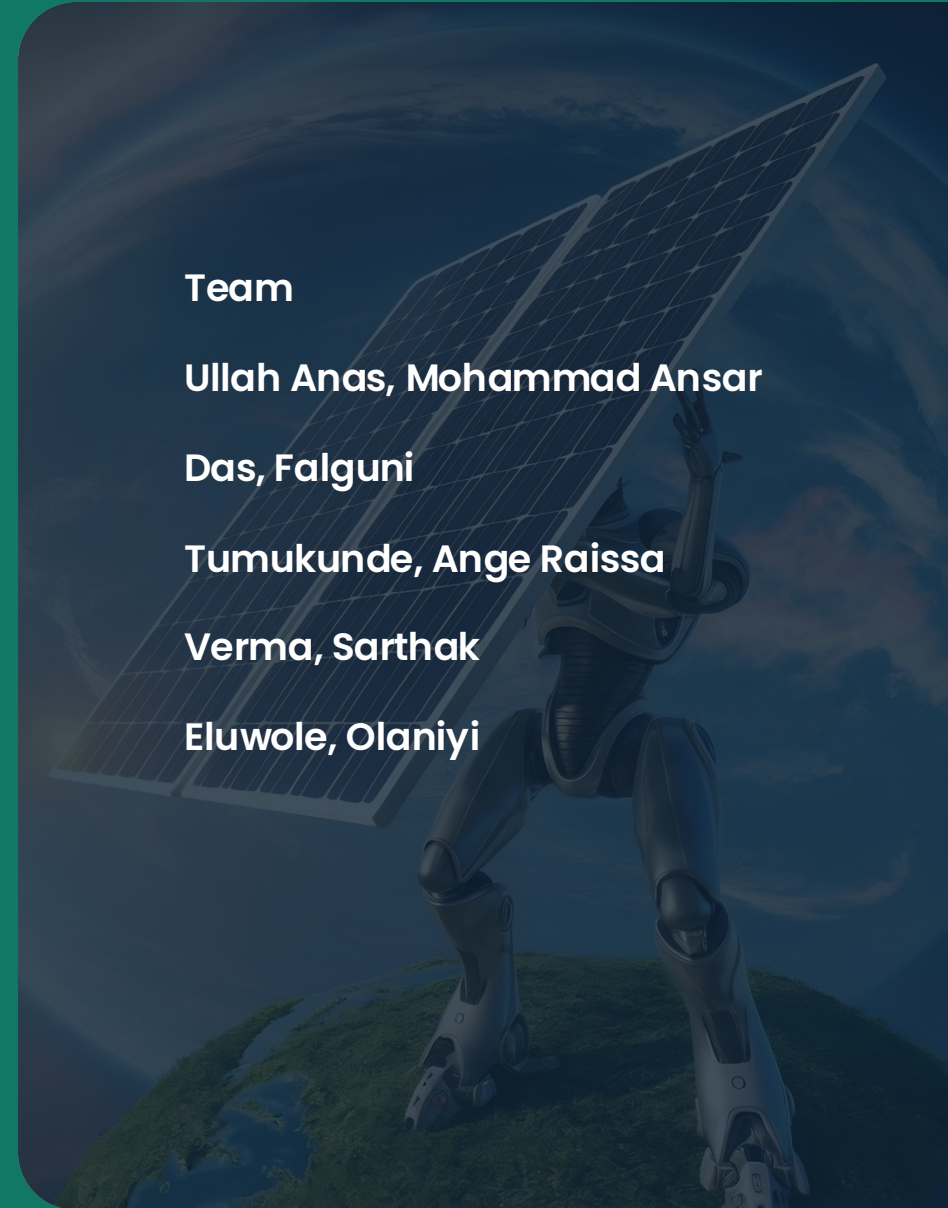 Team
Ullah Anas, Mohammad Ansar
Das, Falguni
Tumukunde, Ange Raissa
Verma, Sarthak
Eluwole, Olaniyi